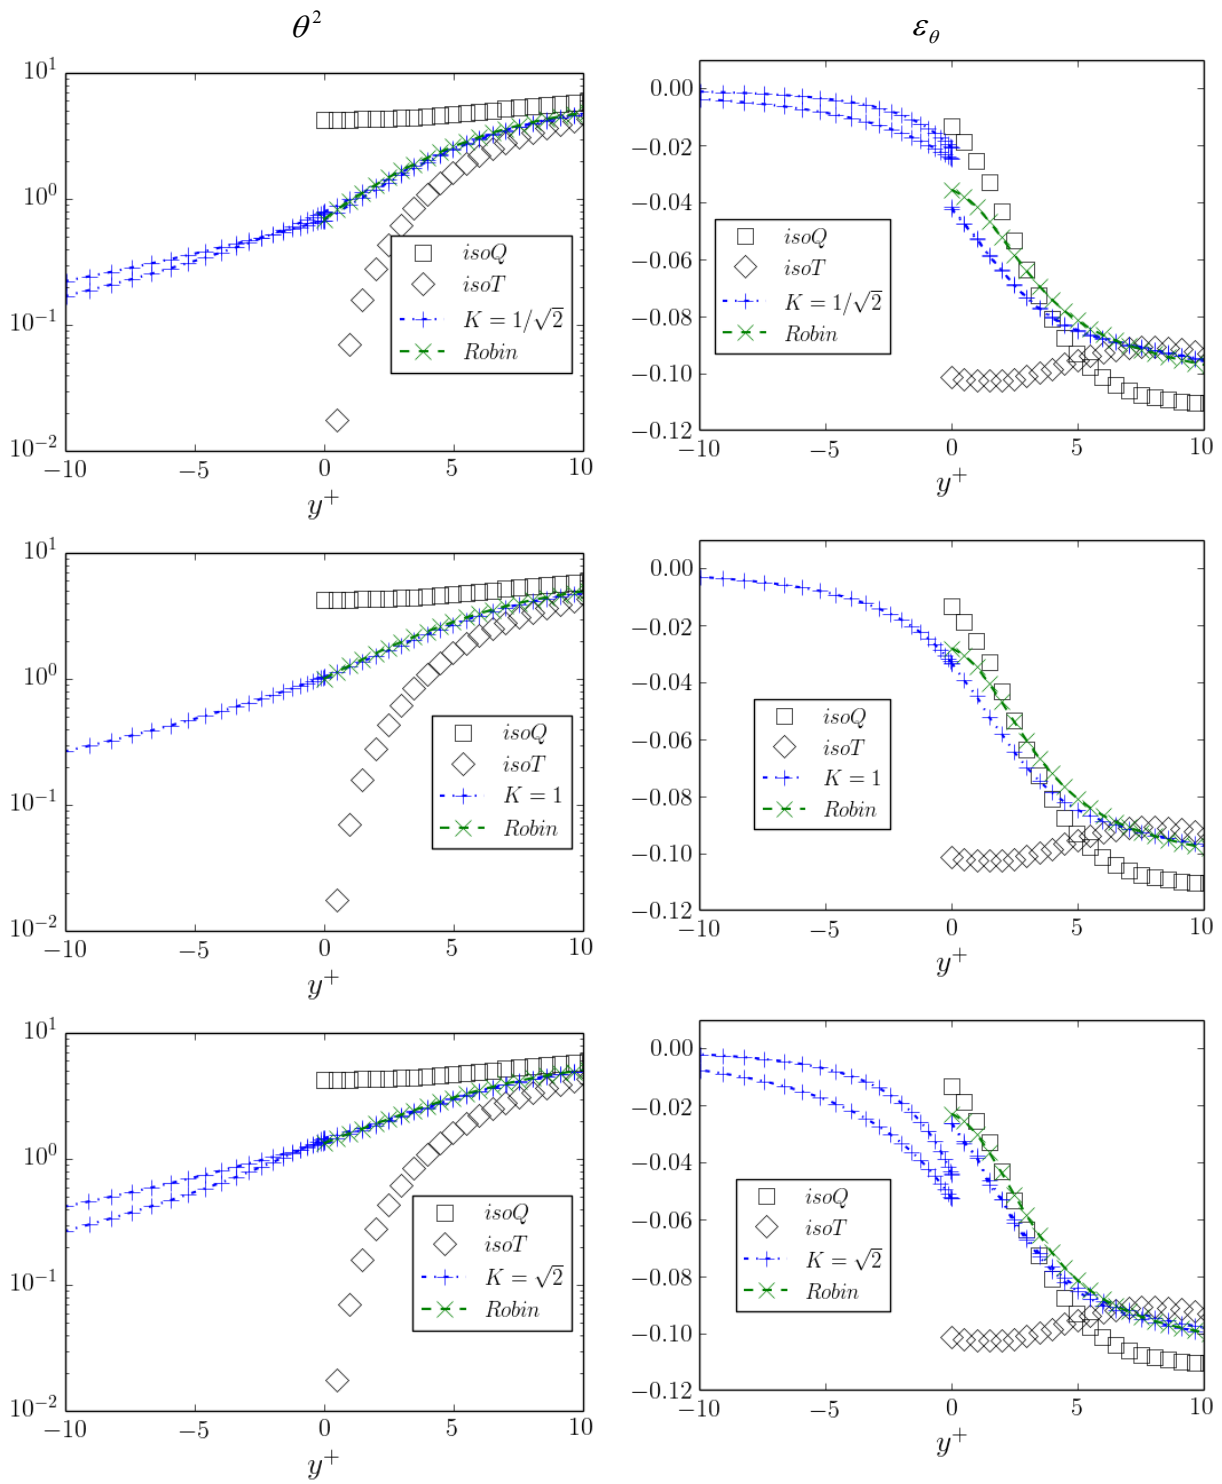 θ²
ε_θ
10¹
10⁰
10⁻¹
10⁻²
−10
−5
0
5
10
y⁺
isoQ
isoT
K = 1/√2
Robin
0.00
−0.02
−0.04
−0.06
−0.08
−0.10
−0.12
−10
−5
0
5
10
y⁺
isoQ
isoT
K = 1/√2
Robin
10¹
10⁰
10⁻¹
10⁻²
−10
−5
0
5
10
y⁺
isoQ
isoT
K = 1
Robin
0.00
−0.02
−0.04
−0.06
−0.08
−0.10
−0.12
−10
−5
0
5
10
y⁺
isoQ
isoT
K = 1
Robin
10¹
10⁰
10⁻¹
10⁻²
−10
−5
0
5
10
y⁺
isoQ
isoT
K = √2
Robin
0.00
−0.02
−0.04
−0.06
−0.08
−0.10
−0.12
−10
−5
0
5
10
y⁺
isoQ
isoT
K = √2
Robin